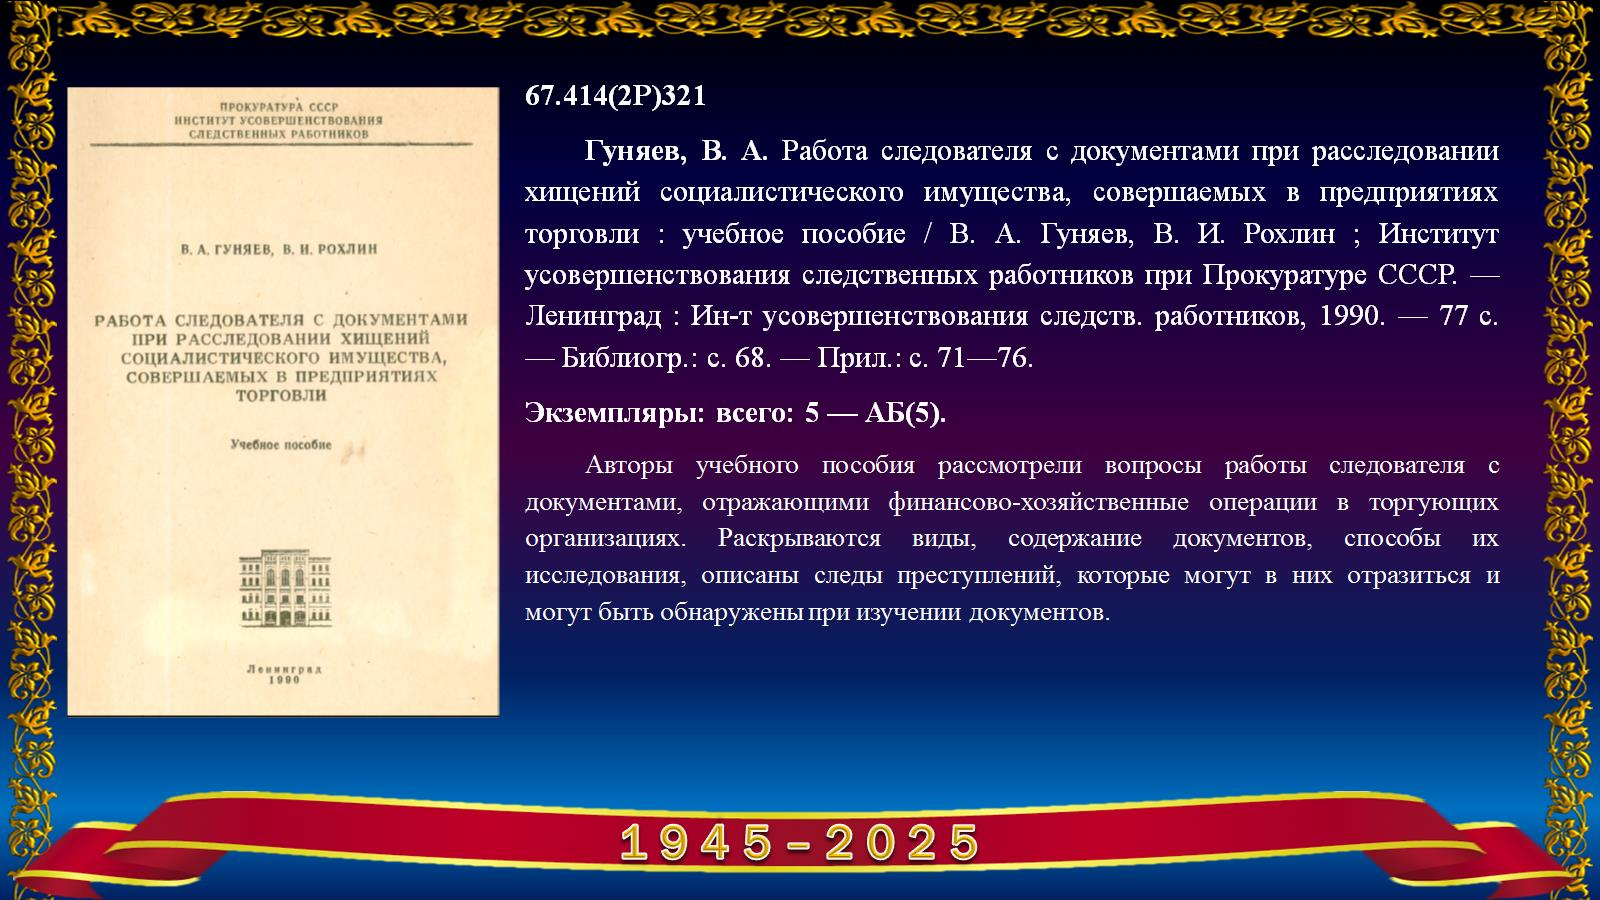 ПРОКУРАТУРА СССР
ИНСТИТУТ УСОВЕРШЕНСТВОВАНИЯ
СЛЕДСТВЕННЫХ РАБОТНИКОВ
В. А. ГУНЯЕВ, В. И. РОХЛИН
РАБОТА СЛЕДОВАТЕЛЯ С ДОКУМЕНТАМИ
ПРИ РАССЛЕДОВАНИИ ХИЩЕНИЙ
СОЦИАЛИСТИЧЕСКОГО ИМУЩЕСТВА,
СОВЕРШАЕМЫХ В ПРЕДПРИЯТИЯХ
ТОРГОВЛИ
Учебное пособие
Ленинград
1990
67.414(2Р)321
Гуняев, В. А. Работа следователя с документами при расследовании
хищений социалистического имущества, совершаемых в предприятиях
торговли : учебное пособие / В. А. Гуняев, В. И. Рохлин ; Институт
усовершенствования следственных работников при Прокуратуре СССР. —
Ленинград : Ин-т усовершенствования следств. работников, 1990. — 77 с.
— Библиогр.: с. 68. — Прил.: с. 71—76.
Экземпляры: всего: 5 — АБ(5).
Авторы учебного пособия рассмотрели вопросы работы следователя с
документами, отражающими финансово-хозяйственные операции в торгующих
организациях. Раскрываются виды, содержание документов, способы их
исследования, описаны следы преступлений, которые могут в них отразиться и
могут быть обнаружены при изучении документов.
1945–2025